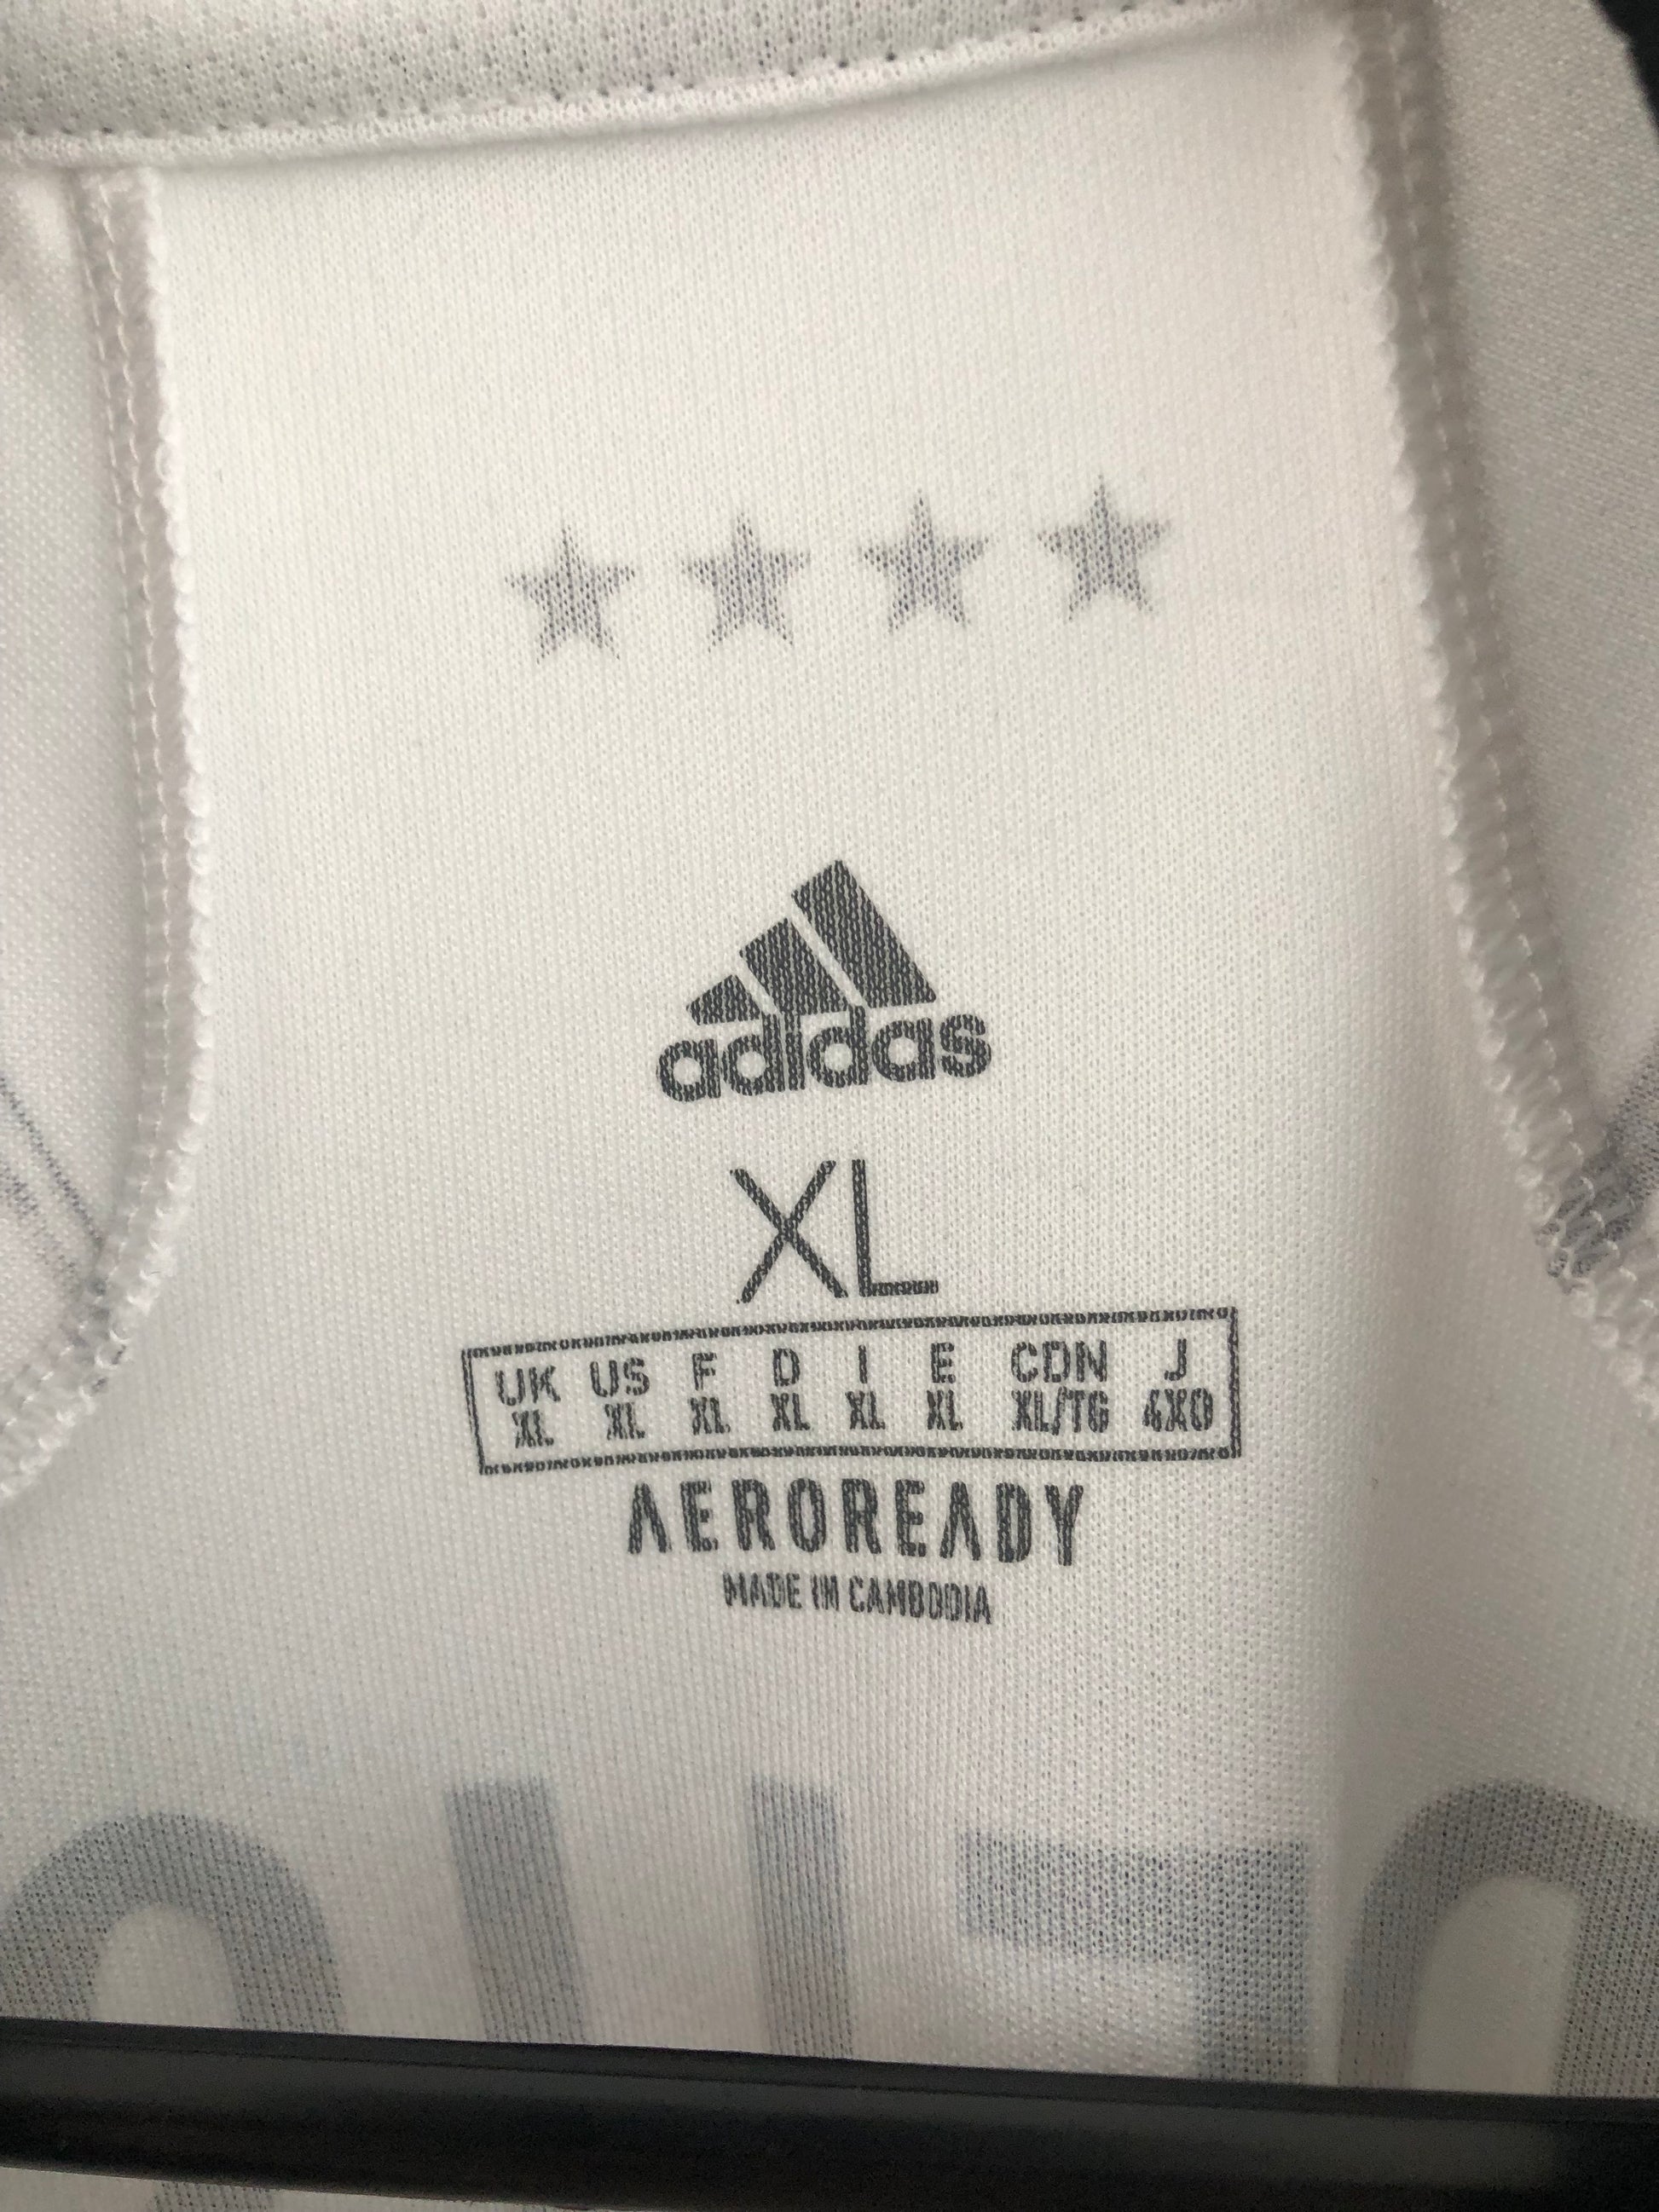 adidas
XL
UK US F D I E CDN J
XL XL XL XL XL XL XL/TG 4XO
AEROREADY
MADE IN CAMBODIA